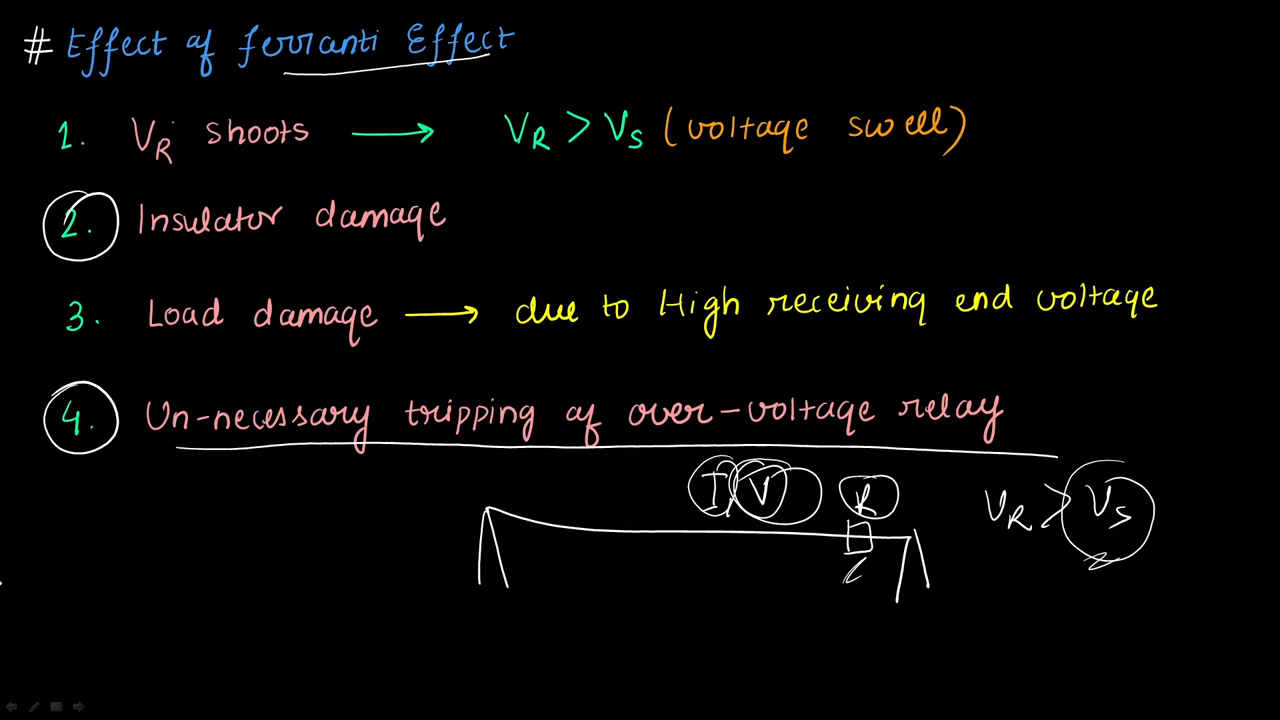 # Effect of ferranti Effect
1. VR shoots → VR > VS (voltage swell)
2. Insulator damage
3. Load damage → due to High receiving end voltage
4. Un-necessary tripping of over-voltage relay
I, V R VR > VS